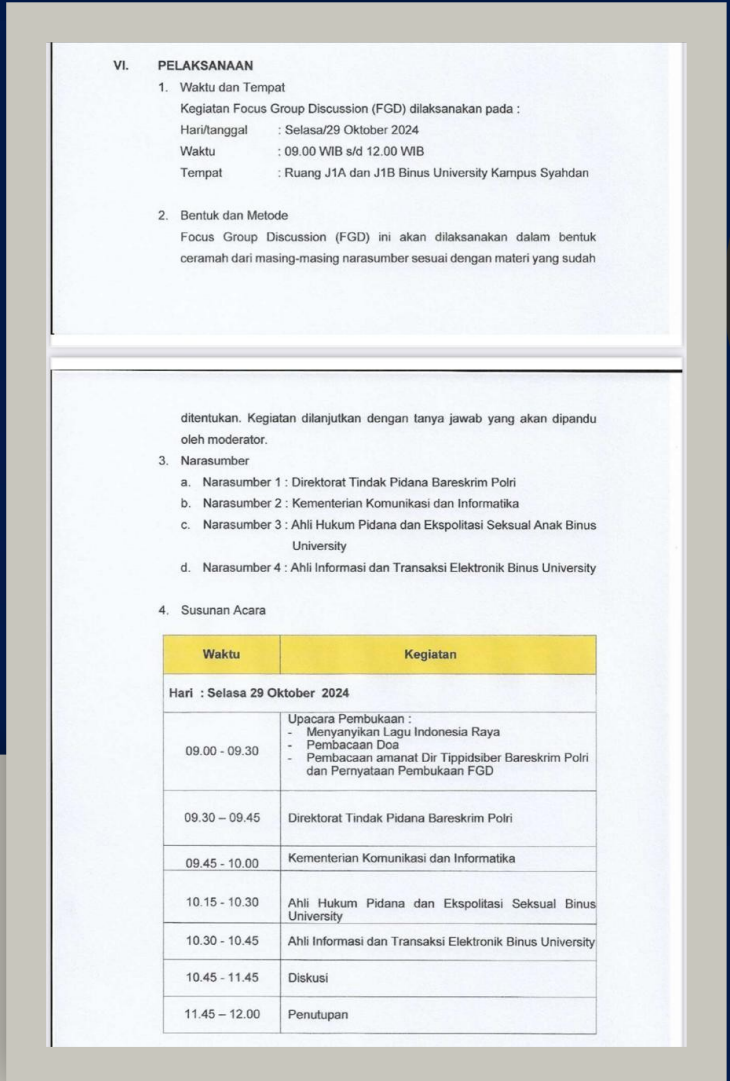 VI. PELAKSANAAN
1. Waktu dan Tempat
Kegiatan Focus Group Discussion (FGD) dilaksanakan pada :
Hari/tanggal : Selasa/29 Oktober 2024
Waktu : 09.00 WIB s/d 12.00 WIB
Tempat : Ruang J1A dan J1B Binus University Kampus Syahdan
2. Bentuk dan Metode
Focus Group Discussion (FGD) ini akan dilaksanakan dalam bentuk
ceramah dari masing-masing narasumber sesuai dengan materi yang sudah
ditentukan. Kegiatan dilanjutkan dengan tanya jawab yang akan dipandu
oleh moderator.
3. Narasumber
a. Narasumber 1 : Direktorat Tindak Pidana Bareskrim Polri
b. Narasumber 2 : Kementerian Komunikasi dan Informatika
c. Narasumber 3 : Ahli Hukum Pidana dan Ekspolitasi Seksual Anak Binus
University
d. Narasumber 4 : Ahli Informasi dan Transaksi Elektronik Binus University
4. Susunan Acara
Waktu Kegiatan
Hari : Selasa 29 Oktober 2024
09.00 - 09.30 Upacara Pembukaan :
- Menyanyikan Lagu Indonesia Raya
- Pembacaan Doa
- Pembacaan amanat Dir Tippidsiber Bareskrim Polri
dan Pernyataan Pembukaan FGD
09.30 – 09.45 Direktorat Tindak Pidana Bareskrim Polri
09.45 - 10.00 Kementerian Komunikasi dan Informatika
10.15 - 10.30 Ahli Hukum Pidana dan Ekspolitasi Seksual Binus
University
10.30 - 10.45 Ahli Informasi dan Transaksi Elektronik Binus University
10.45 - 11.45 Diskusi
11.45 – 12.00 Penutupan